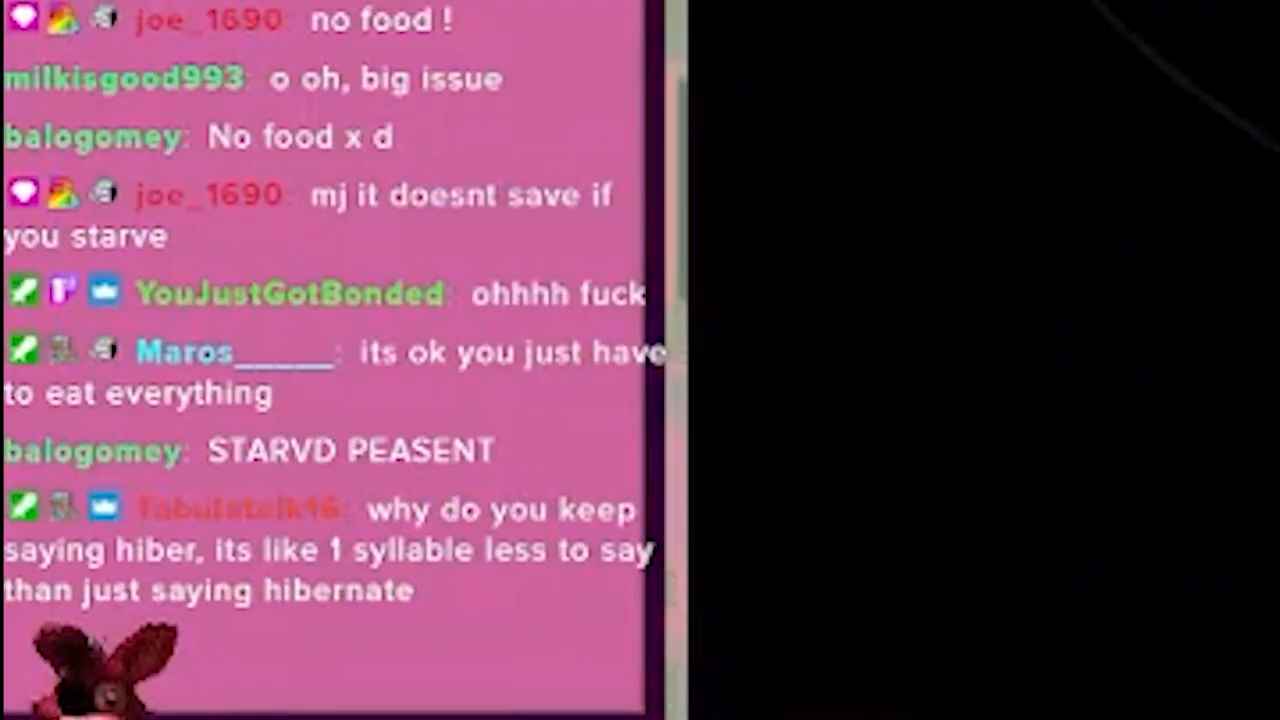 joe_1690: no food !
milkisgood993: o oh, big issue
balogomey: No food x d
joe_1690: mj it doesnt save if
you starve
YouJustGotBonded: ohhhh fuck
Maros______: its ok you just have
to eat everything
balogomey: STARVD PEASENT
why do you keep
saying hiber, its like 1 syllable less to say
than just saying hibernate